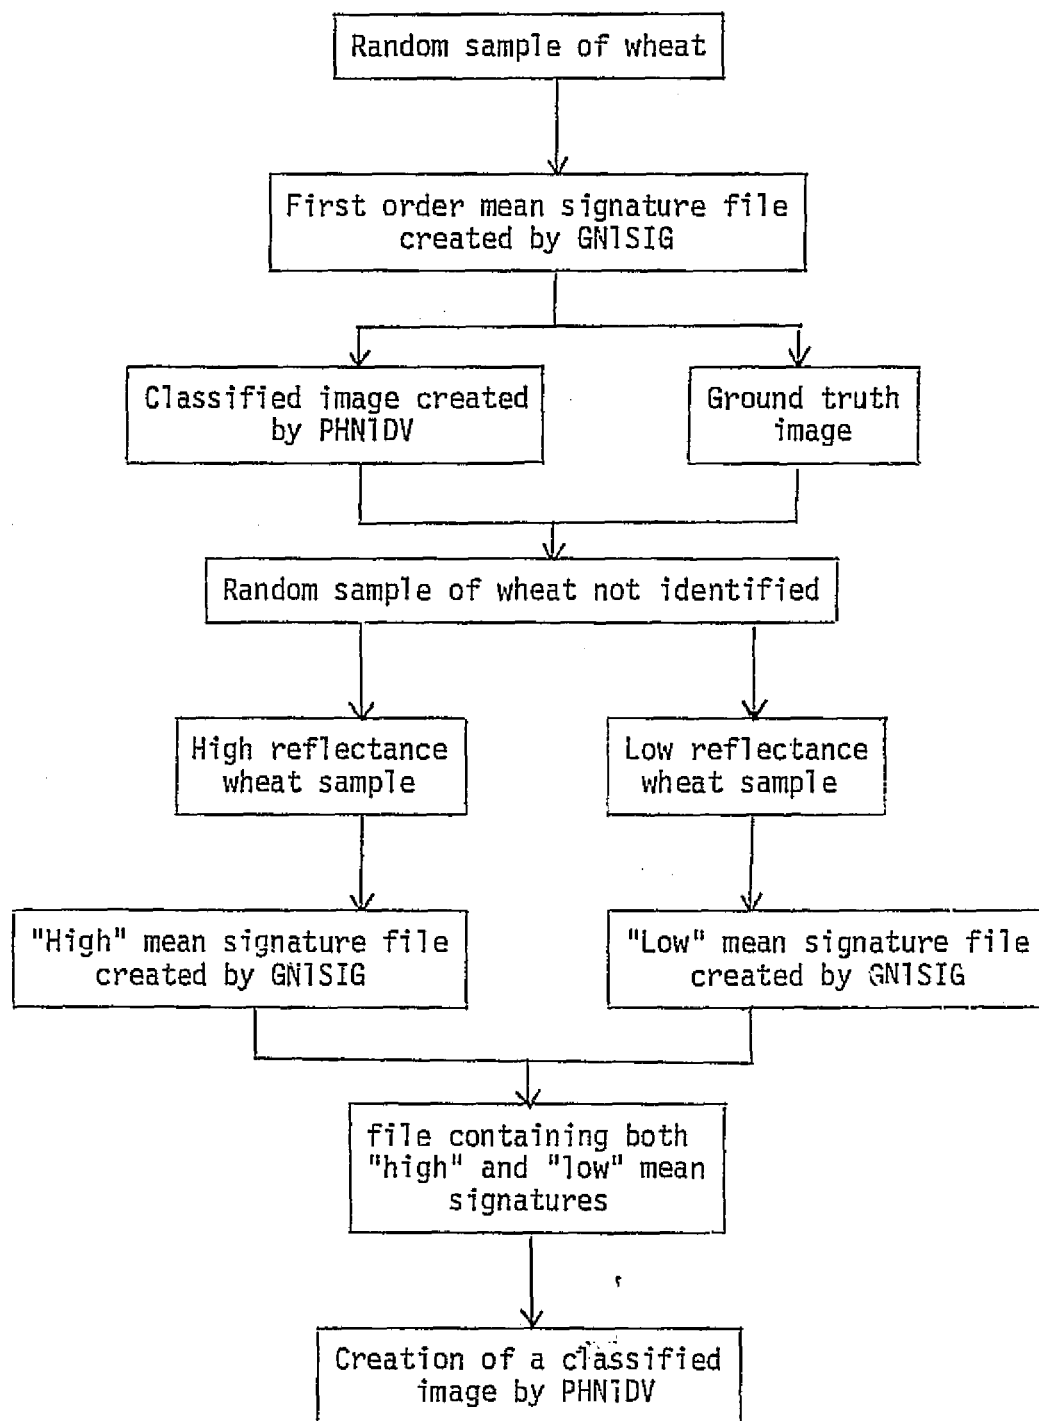 Random sample of wheat
First order mean signature file
created by GN1SIG
Classified image created
by PHN1DV
Ground truth
image
Random sample of wheat not identified
High reflectance
wheat sample
Low reflectance
wheat sample
"High" mean signature file
created by GN1SIG
"Low" mean signature file
created by GN1SIG
file containing both
"high" and "low" mean
signatures
Creation of a classified
image by PHN1DV